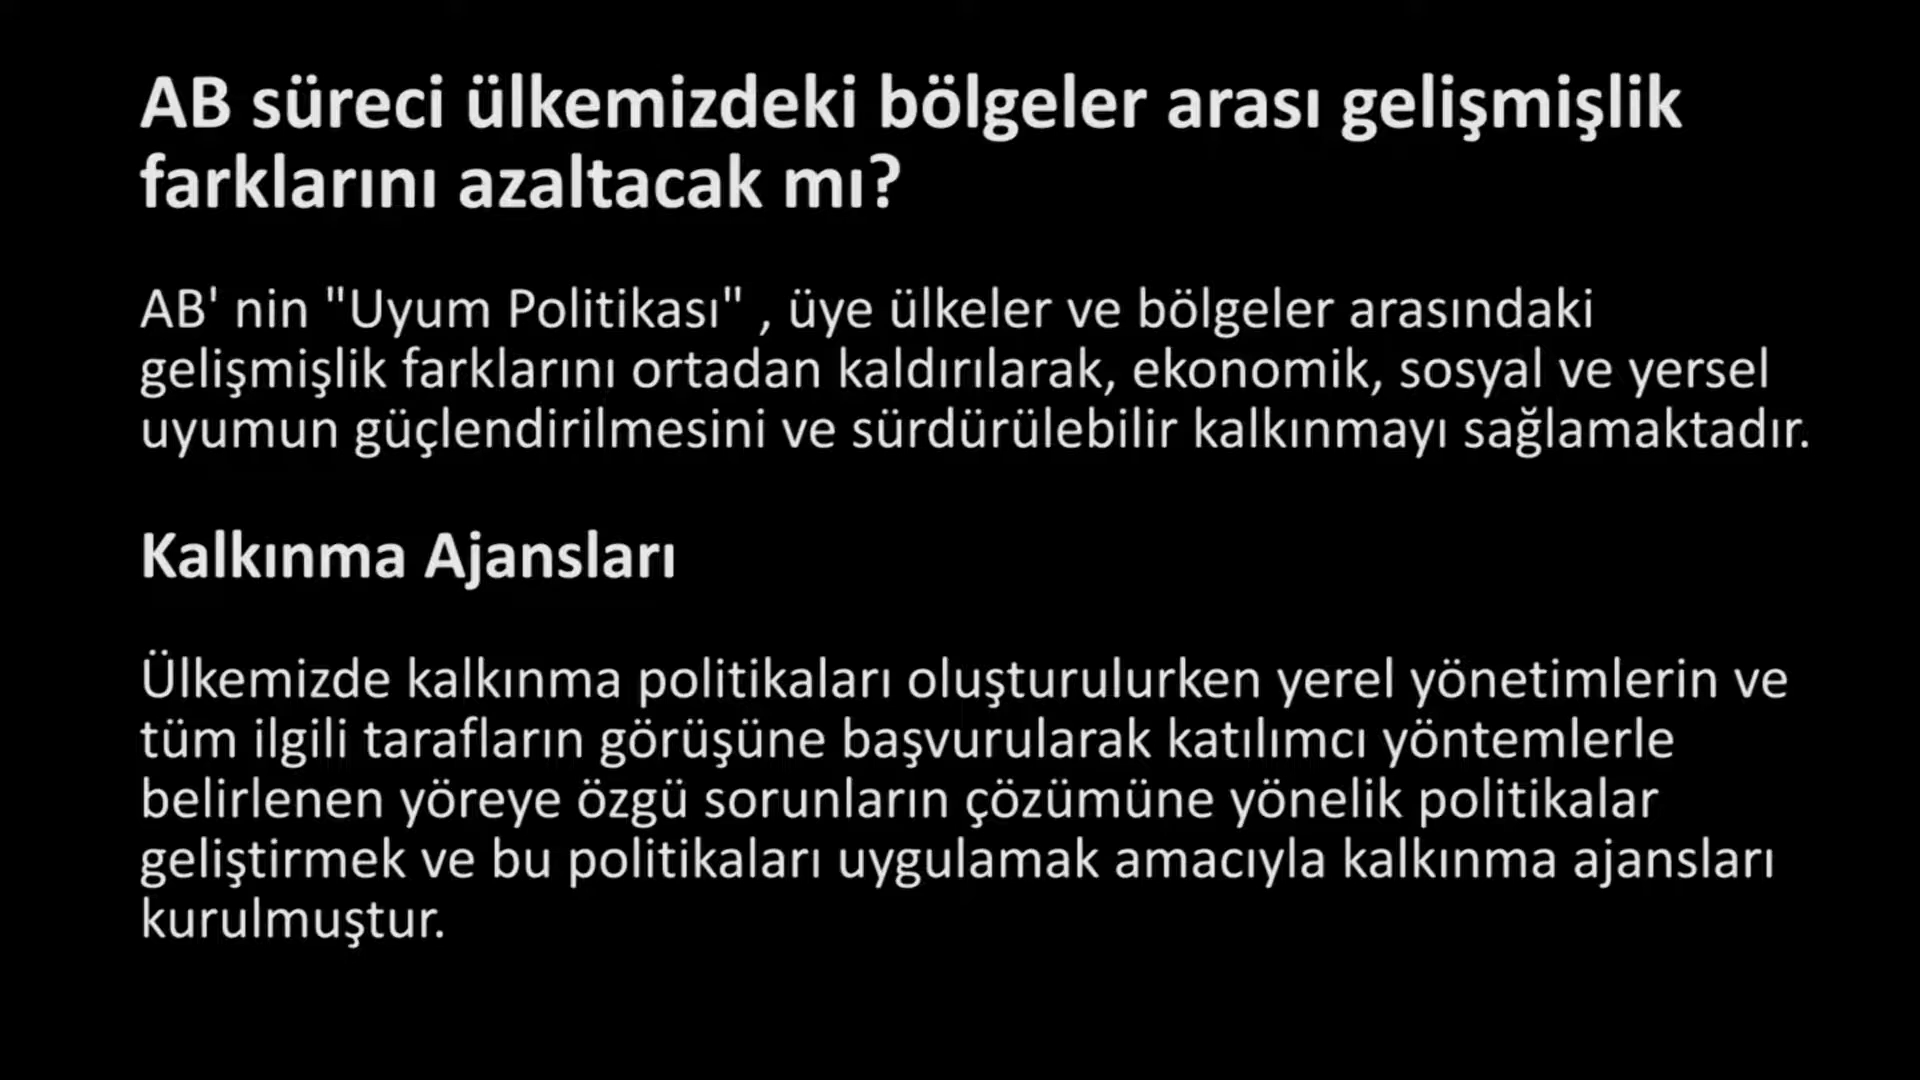 AB süreci ülkemizdeki bölgeler arası gelişmişlik
farklarını azaltacak mı?
AB' nin "Uyum Politikası" , üye ülkeler ve bölgeler arasındaki
gelişmişlik farklarını ortadan kaldırılarak, ekonomik, sosyal ve yersel
uyumun güçlendirilmesini ve sürdürülebilir kalkınmayı sağlamaktadır.
Kalkınma Ajansları
Ülkemizde kalkınma politikaları oluşturulurken yerel yönetimlerin ve
tüm ilgili tarafların görüşüne başvurularak katılımcı yöntemlerle
belirlenen yöreye özgü sorunların çözümüne yönelik politikalar
geliştirmek ve bu politikaları uygulamak amacıyla kalkınma ajansları
kurulmuştur.